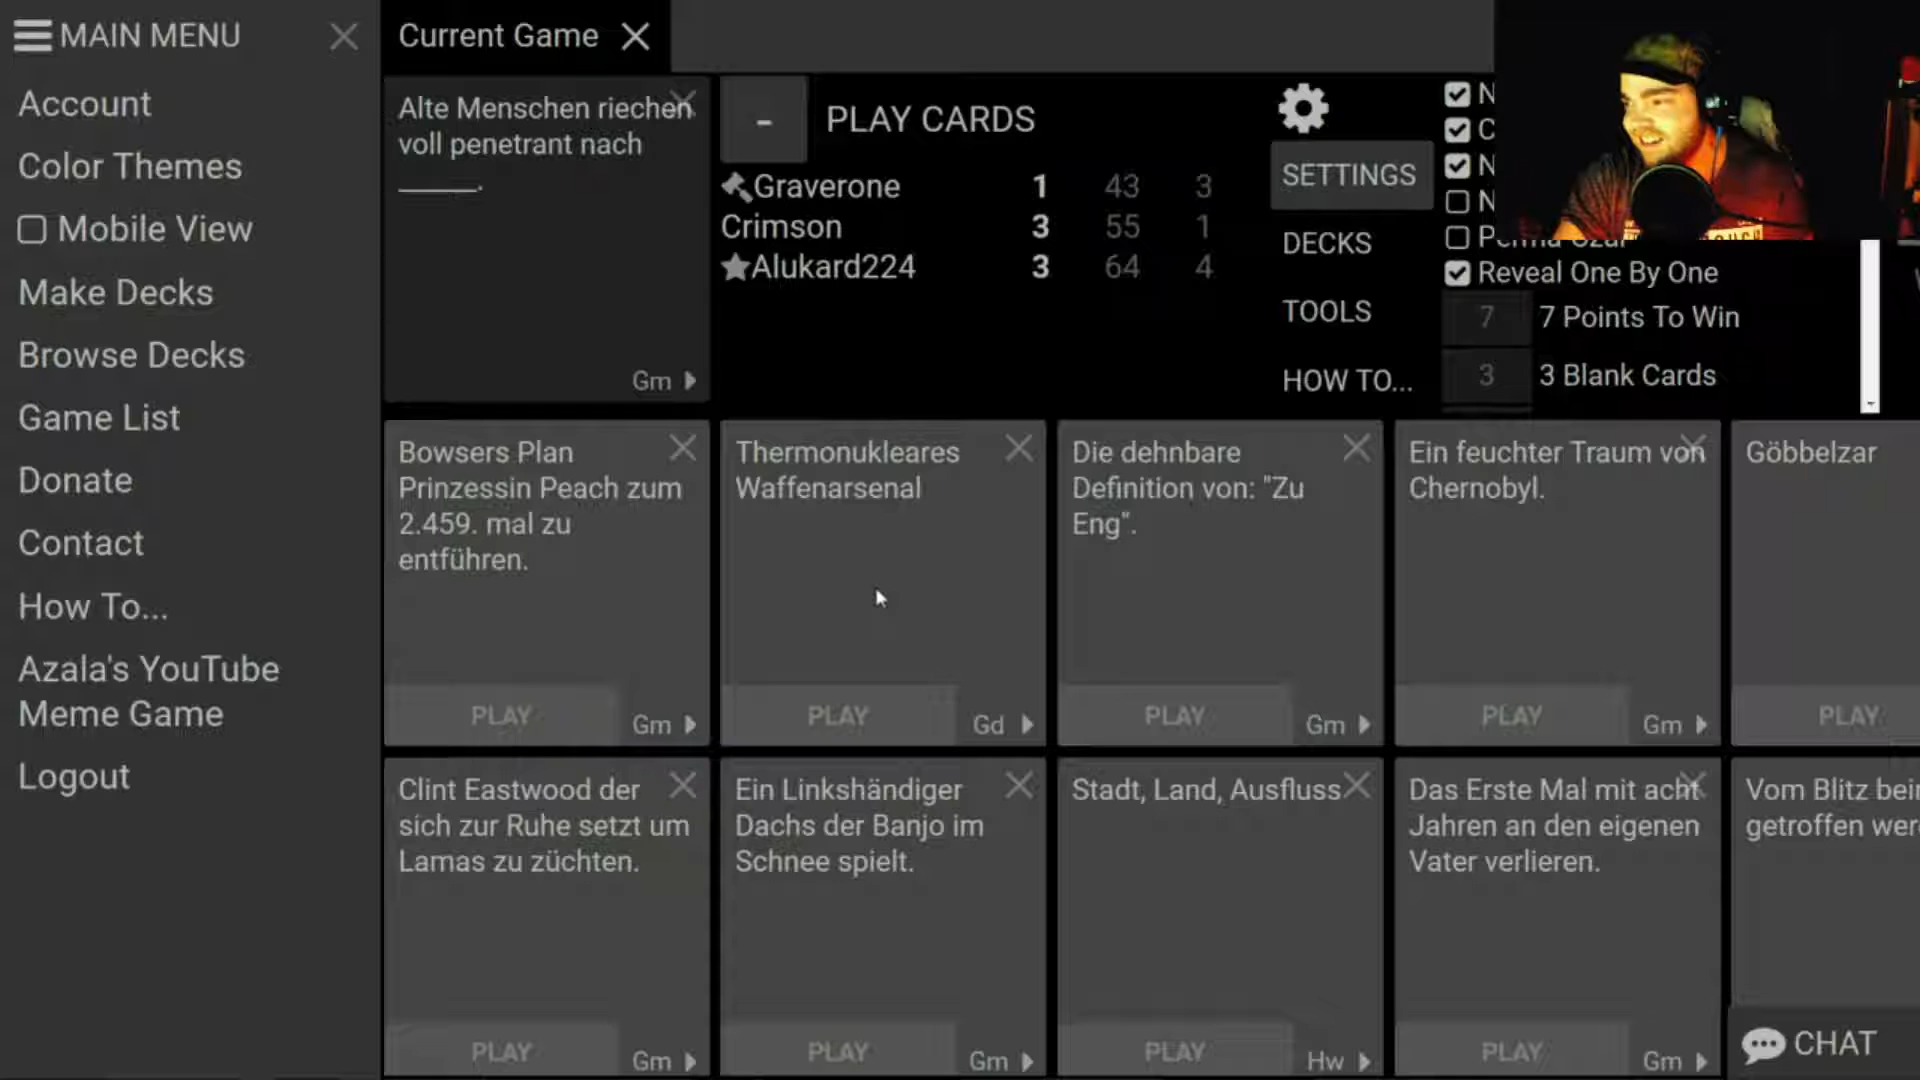 MAIN MENU
Account
Color Themes
Mobile View
Make Decks
Browse Decks
Game List
Donate
Contact
How To...
Azala's YouTube
Meme Game
Logout
Current Game
Alte Menschen riechen
voll penetrant nach
______.
Gm
- PLAY CARDS
Graverone 1 43 3
Crimson 3 55 1
Alukard224 3 64 4
SETTINGS
DECKS
TOOLS
HOW TO...
N
C
N
N
Reveal One By One
7 7 Points To Win
3 3 Blank Cards
Bowsers Plan
Prinzessin Peach zum
2.459. mal zu
entführen.
PLAY Gm
Thermonukleares
Waffenarsenal
PLAY Gd
Die dehnbare
Definition von: "Zu
Eng".
PLAY Gm
Ein feuchter Traum von
Chernobyl.
PLAY Gm
Göbbelzar
PLAY
Clint Eastwood der
sich zur Ruhe setzt um
Lamas zu züchten.
PLAY Gm
Ein Linkshändiger
Dachs der Banjo im
Schnee spielt.
PLAY Gm
Stadt, Land, Ausfluss
PLAY Hw
Das Erste Mal mit acht
Jahren an den eigenen
Vater verlieren.
PLAY Gm
Vom Blitz
getroffen
CHAT